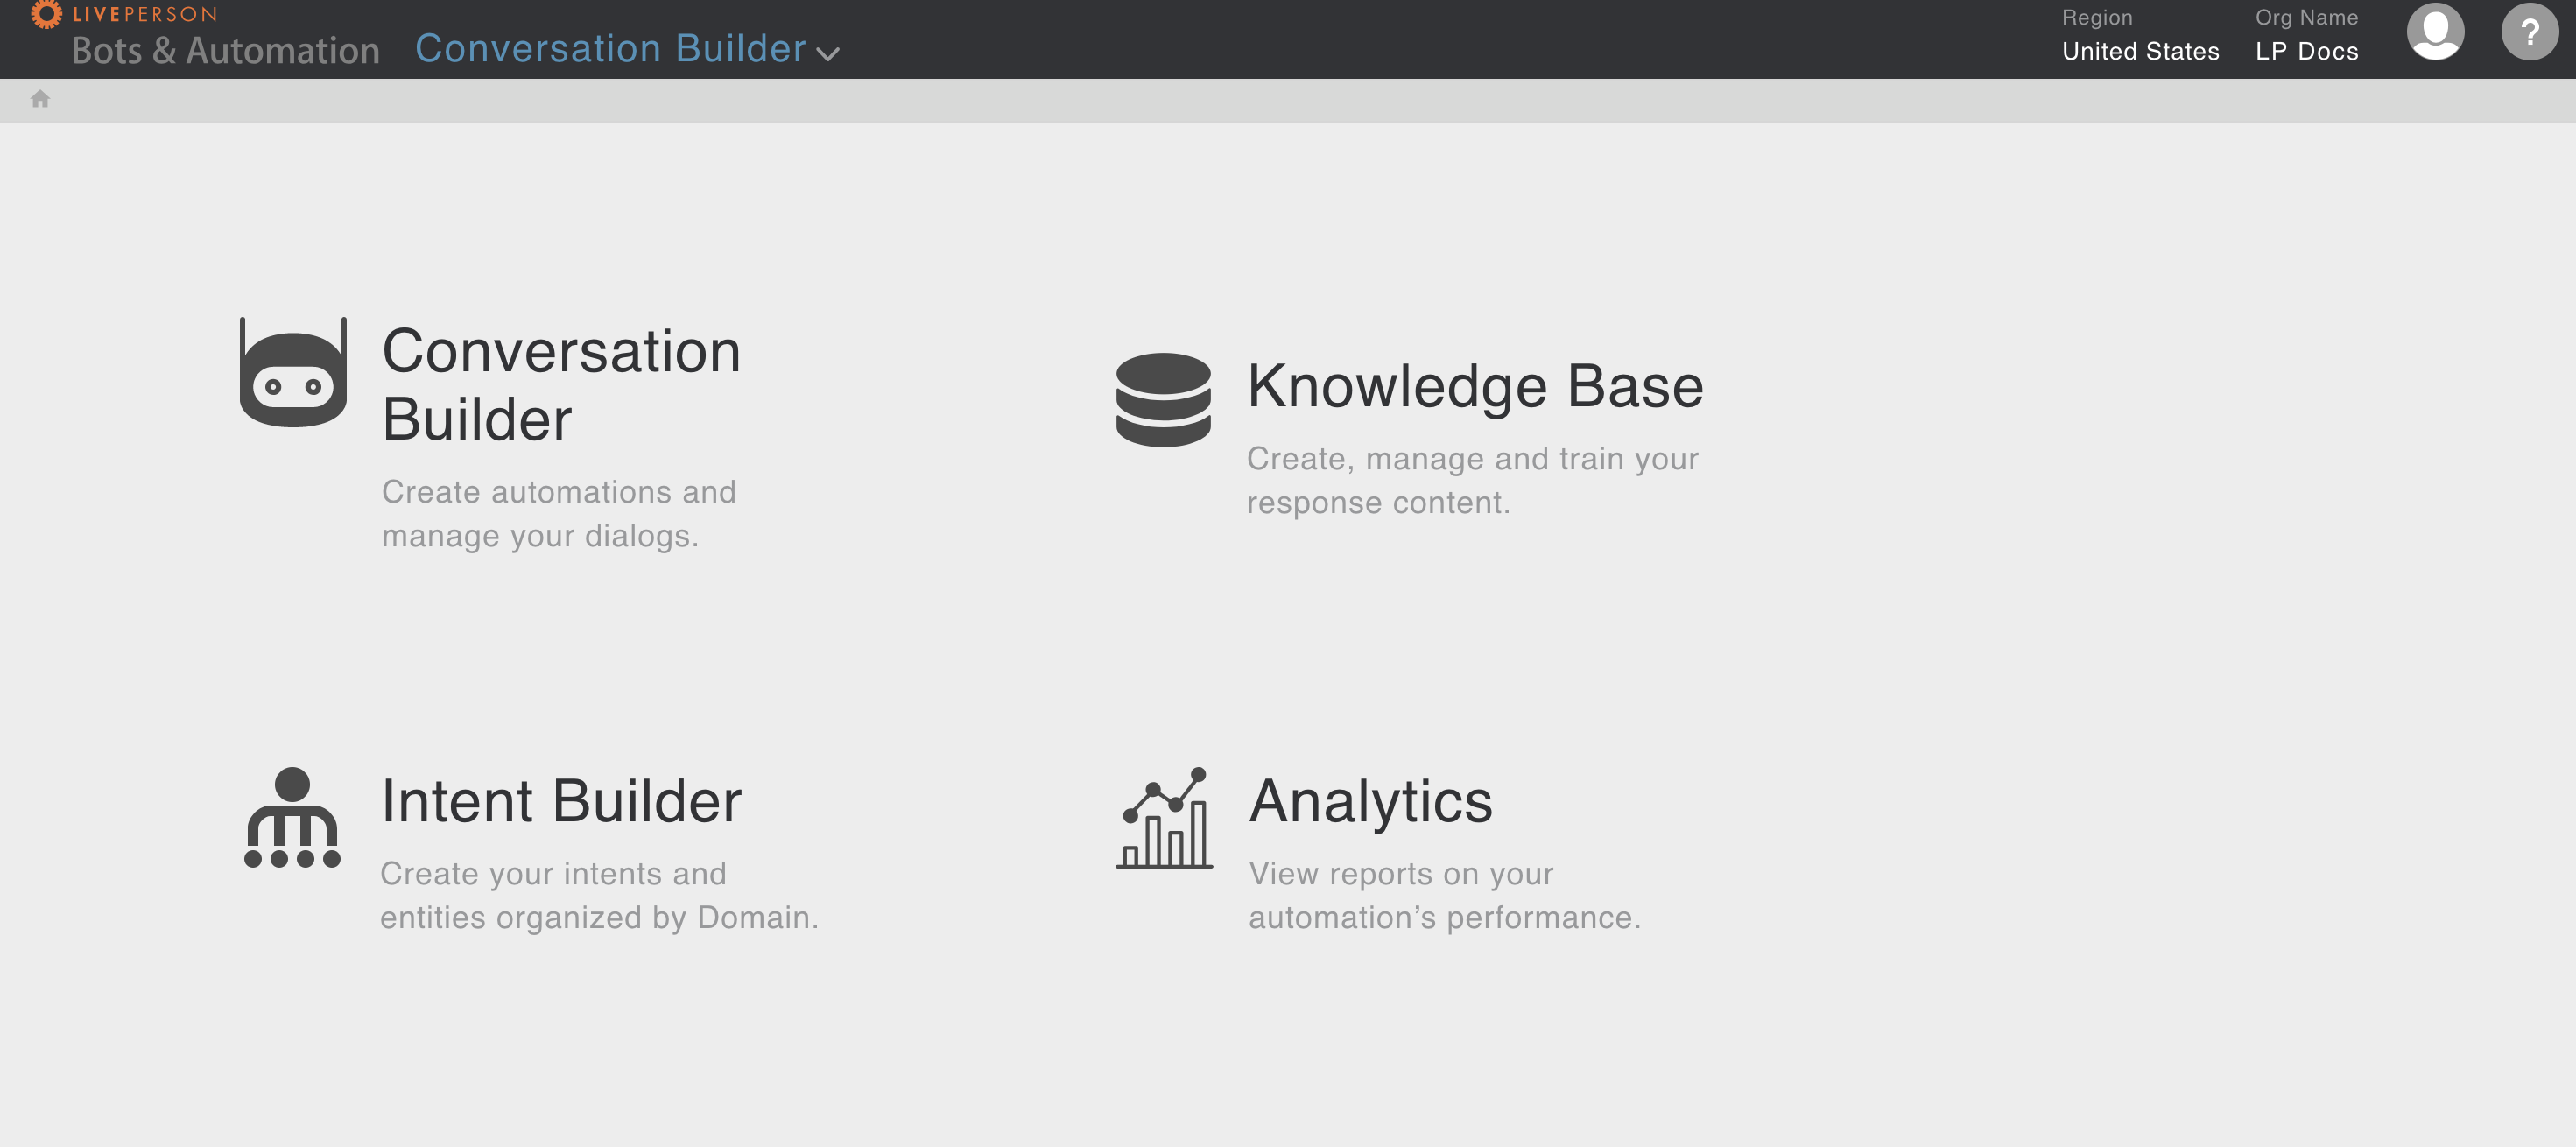 LIVEPERSON
Bots & Automation
Conversation Builder
Region
United States
Org Name
LP Docs
?
Conversation
Builder
Create automations and
manage your dialogs.
Knowledge Base
Create, manage and train your
response content.
Intent Builder
Create your intents and
entities organized by Domain.
Analytics
View reports on your
automation’s performance.